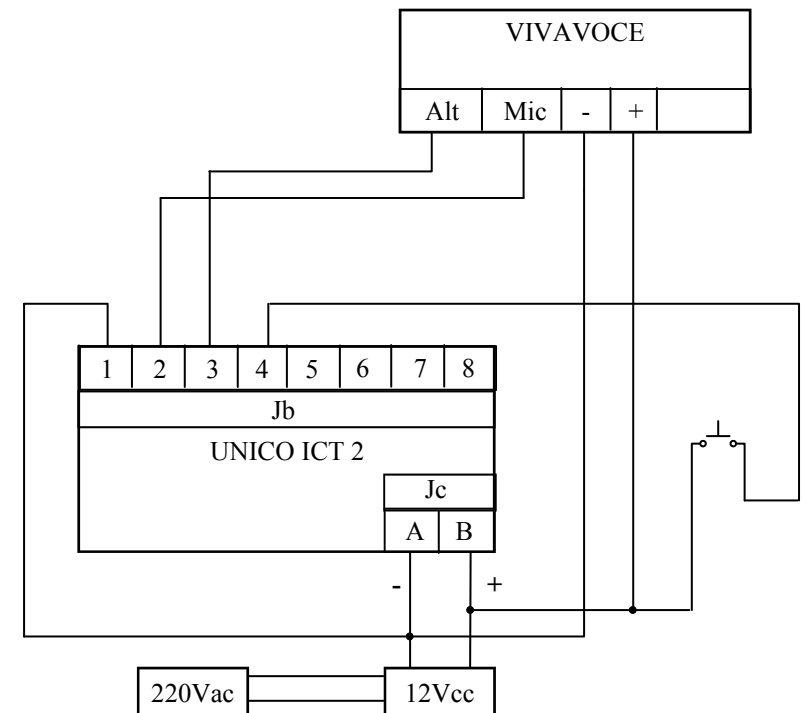 VIVAVOCE
Alt Mic - +
1 2 3 4 5 6 7 8
Jb
UNICO ICT 2
Jc
A B
- +
220Vac 12Vcc